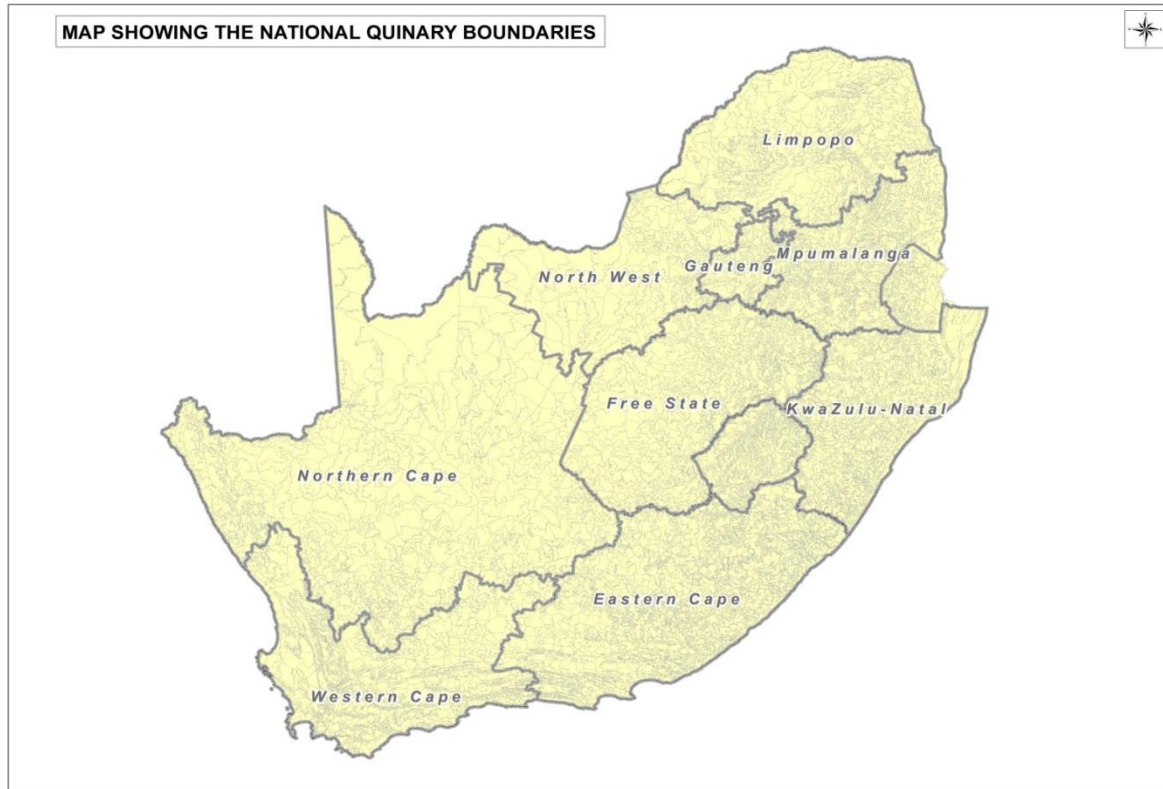 MAP SHOWING THE NATIONAL QUINARY BOUNDARIES
Limpopo
Mpumalanga
Gauteng
North West
Free State
KwaZulu-Natal
Northern Cape
Eastern Cape
Western Cape